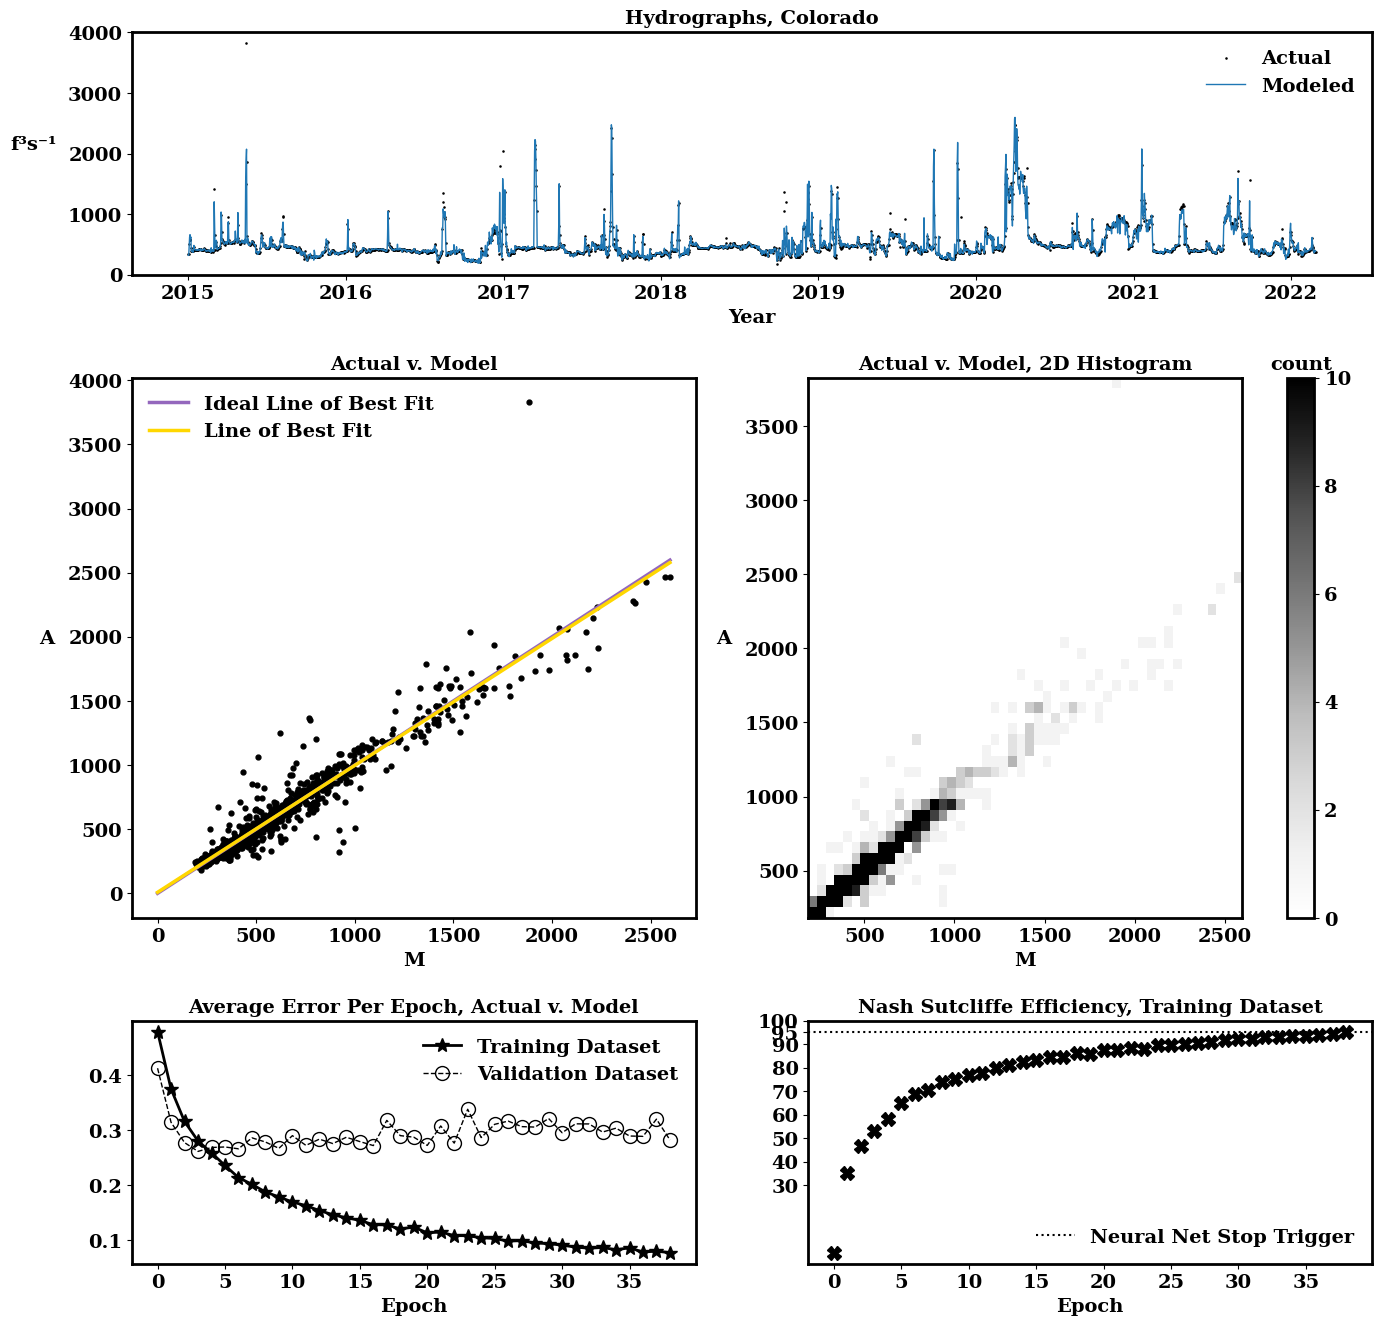 Hydrographs, Colorado
4000
3000
2000
1000
0
f³s⁻¹
Actual
Modeled
2015 2016 2017 2018 2019 2020 2021 2022
Year
Actual v. Model
4000
3500
3000
2500
2000
1500
1000
500
0
A
Ideal Line of Best Fit
Line of Best Fit
0 500 1000 1500 2000 2500
M
Actual v. Model, 2D Histogram
3500
3000
2500
2000
1500
1000
500
A
500 1000 1500 2000 2500
M
count
10
8
6
4
2
0
Average Error Per Epoch, Actual v. Model
0.4
0.3
0.2
0.1
Training Dataset
Validation Dataset
0 5 10 15 20 25 30 35
Epoch
Nash Sutcliffe Efficiency, Training Dataset
100
95
90
80
70
60
50
40
30
Neural Net Stop Trigger
0 5 10 15 20 25 30 35
Epoch